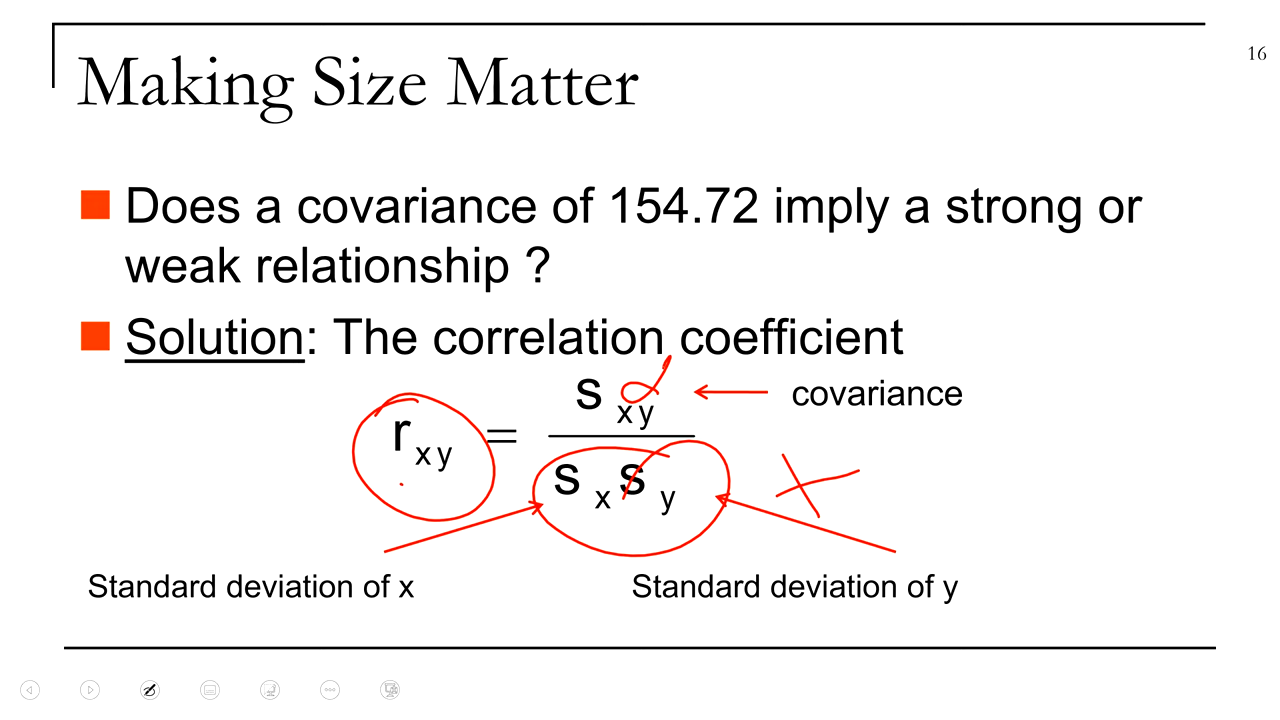 16
Making Size Matter
Does a covariance of 154.72 imply a strong or
weak relationship ?
Solution: The correlation coefficient
r xy = s xy / s x s y
covariance
Standard deviation of x
Standard deviation of y